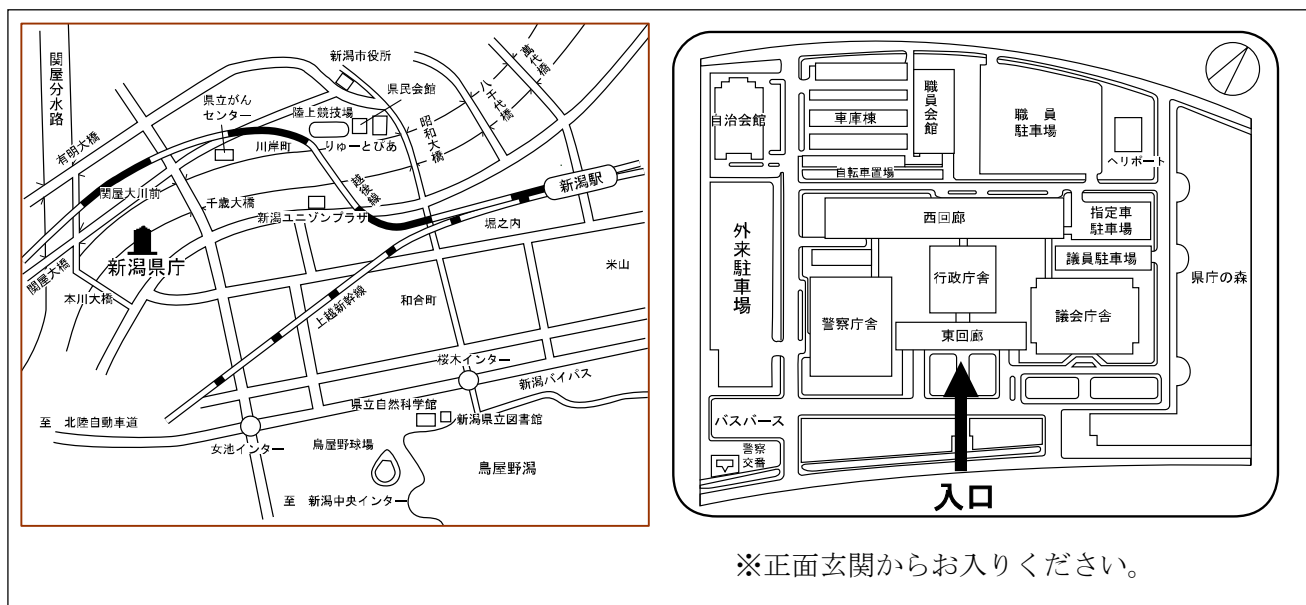 関屋分水路
有明大橋
県立がん
センター
新潟市役所
陸上競技場
県民会館
りゅーとぴあ
川岸町
昭和大橋
八千代橋
萬代橋
関屋大川前
千歳大橋
越後線
新潟ユニゾンプラザ
新潟駅
堀之内
米山
新潟県庁
関屋大橋
本川大橋
上越新幹線
和合町
桜木インター
新潟バイパス
県立自然科学館
新潟県立図書館
至 北陸自動車道
女池インター
鳥屋野球場
鳥屋野潟
至 新潟中央インター
自治会館
車庫棟
職員
会館
職員
駐車場
ヘリポート
自転車置場
西回廊
指定車
駐車場
外来駐車場
行政庁舎
議員駐車場
県庁の森
警察庁舎
議会庁舎
東回廊
バスバース
警察
交番
入口
※正面玄関からお入りください。